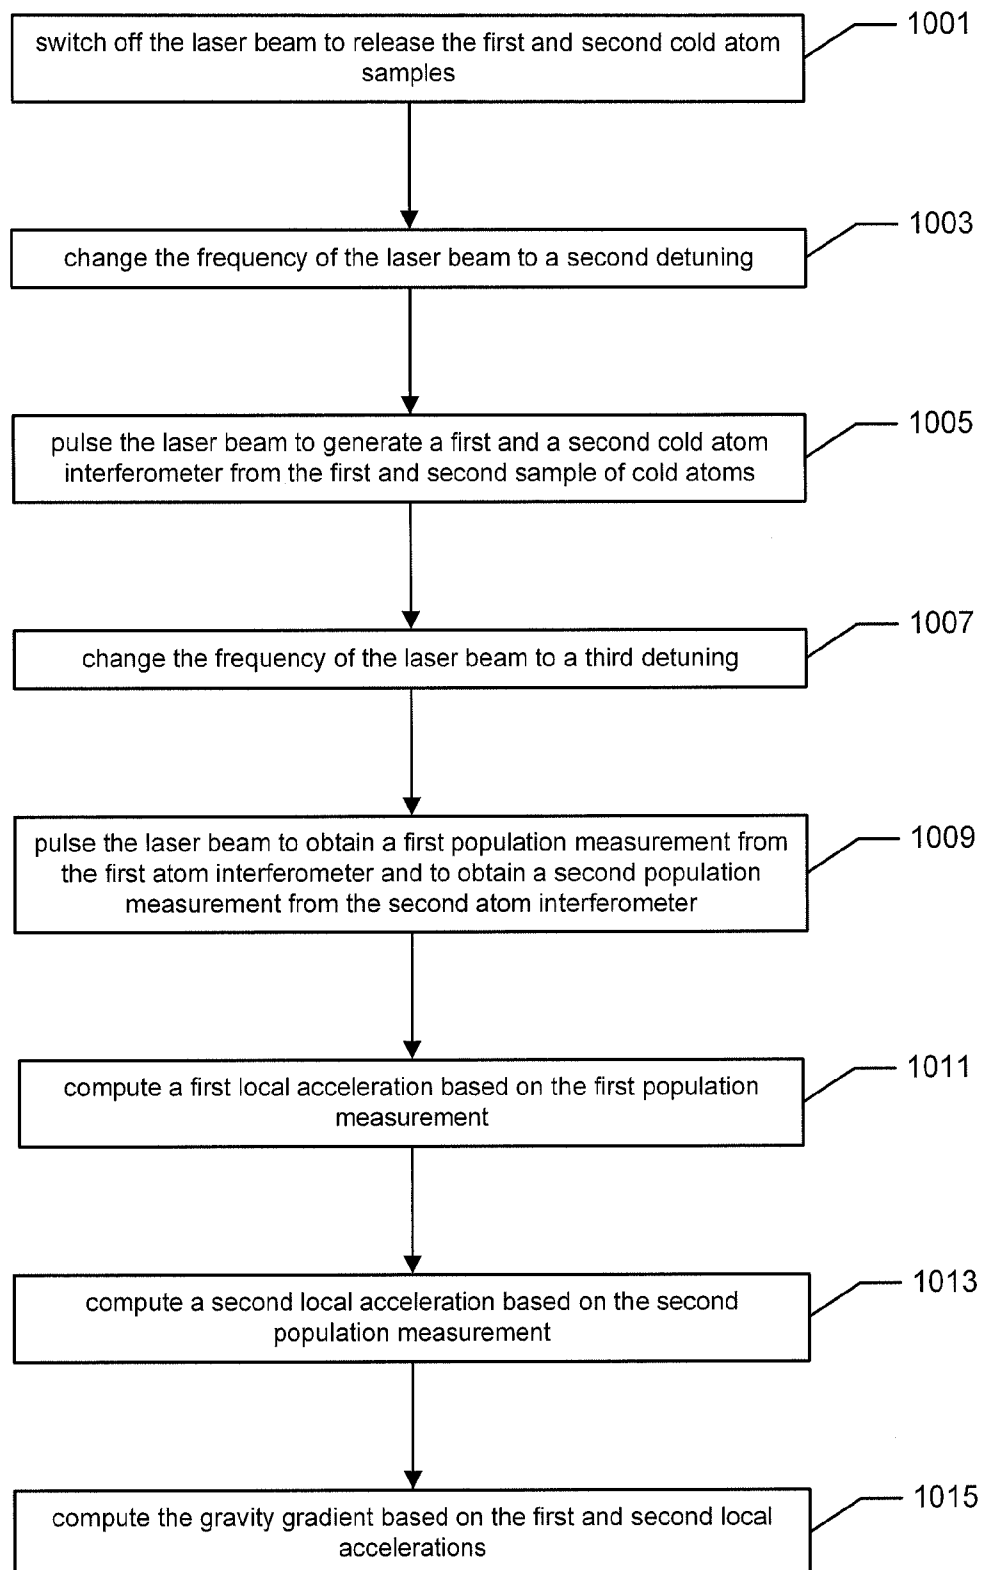 switch off the laser beam to release the first and second cold atom
samples
1001
change the frequency of the laser beam to a second detuning
1003
pulse the laser beam to generate a first and a second cold atom
interferometer from the first and second sample of cold atoms
1005
change the frequency of the laser beam to a third detuning
1007
pulse the laser beam to obtain a first population measurement from
the first atom interferometer and to obtain a second population
measurement from the second atom interferometer
1009
compute a first local acceleration based on the first population
measurement
1011
compute a second local acceleration based on the second
population measurement
1013
compute the gravity gradient based on the first and second local
accelerations
1015